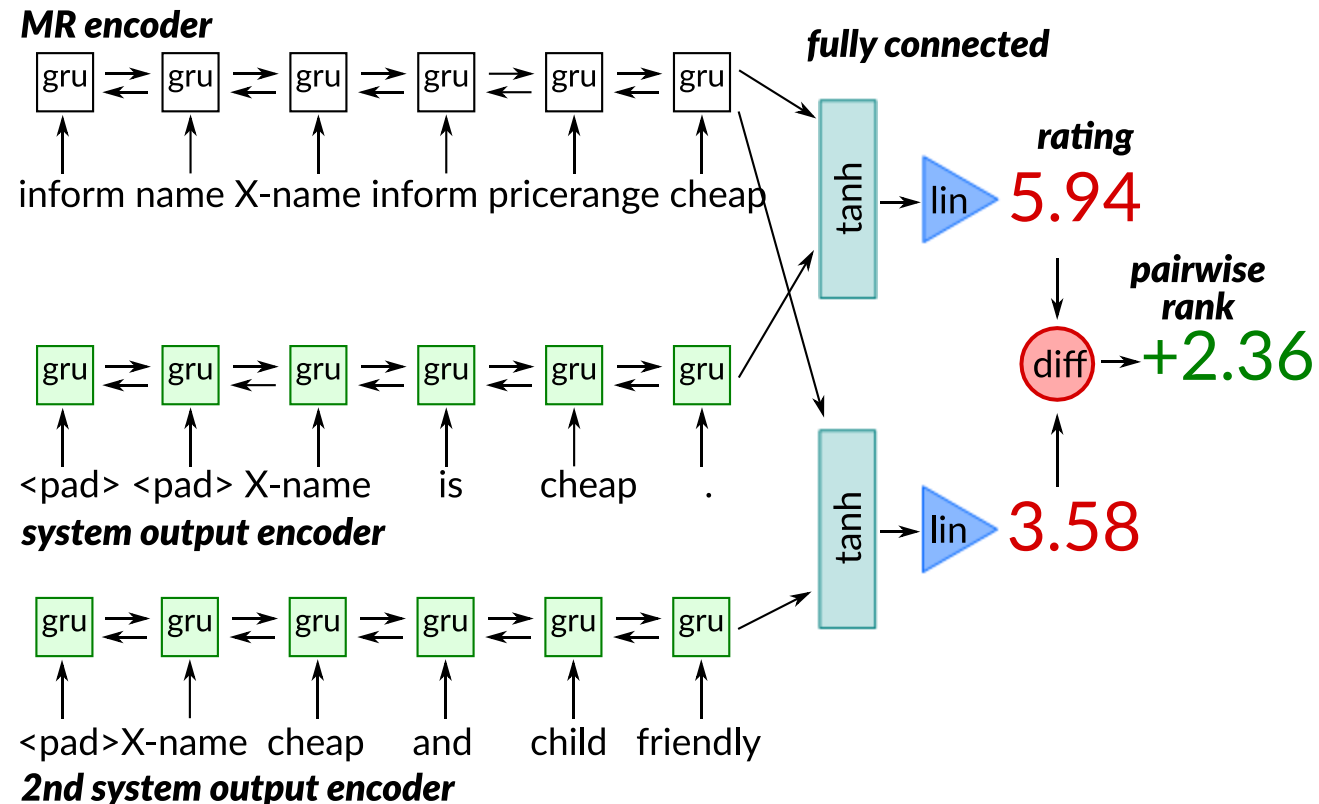 MR encoder
fully connected
gru gru gru gru gru gru
inform name X-name inform pricerange cheap
tanh
lin
rating
5.94
pairwise
rank
diff
+2.36
gru gru gru gru gru gru
<pad> <pad> X-name is cheap .
system output encoder
tanh
lin
3.58
gru gru gru gru gru gru
<pad> X-name cheap and child friendly
2nd system output encoder